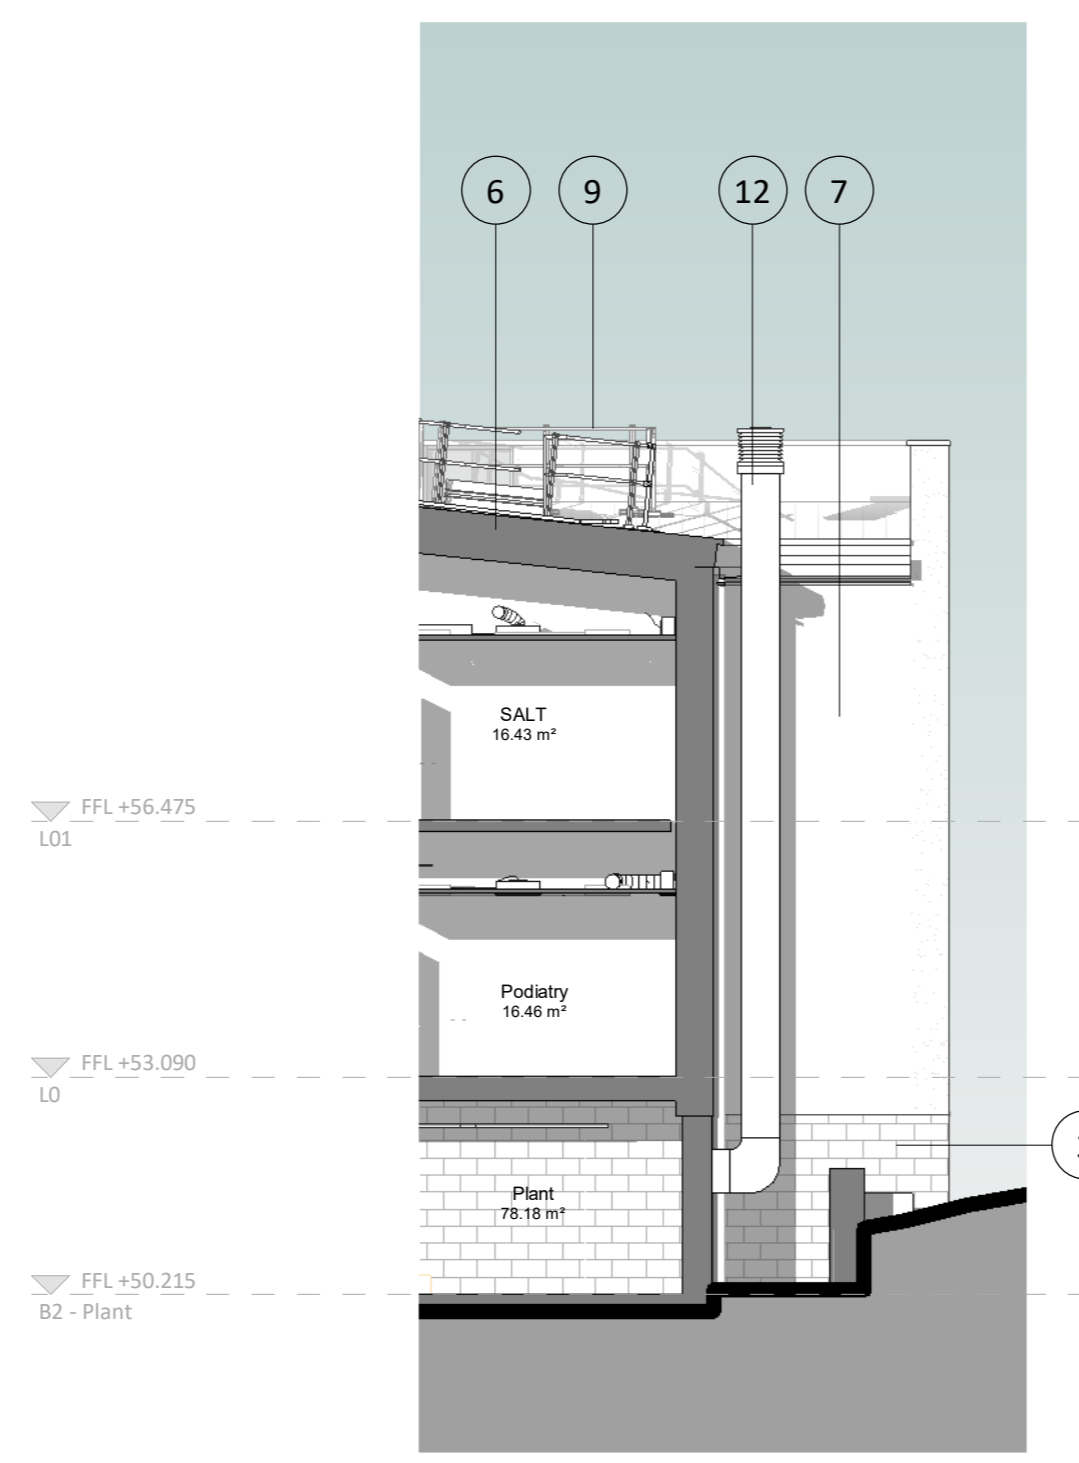 6
9
12
7
SALT
16.43 m²
FFL +56.475
L01
Podiatry
16.46 m²
FFL +53.090
L0
Plant
78.18 m²
FFL +50.215
B2 - Plant